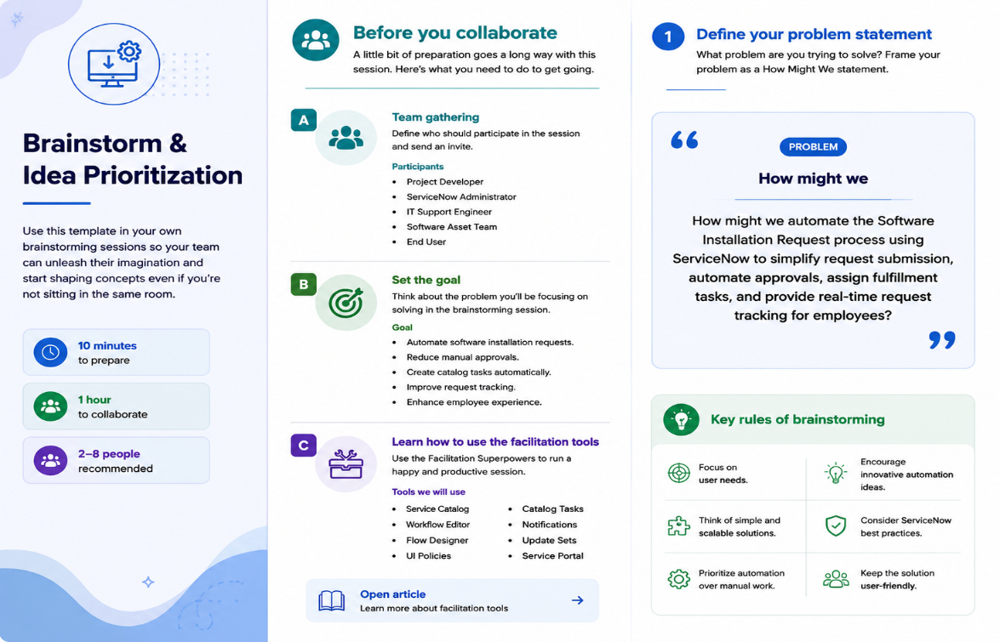 Brainstorm &
Idea Prioritization
Use this template in your own
brainstorming sessions so your team
can unleash their imagination and
start shaping concepts even if you're
not sitting in the same room.
10 minutes
to prepare
1 hour
to collaborate
2–8 people
recommended
Before you collaborate
A little bit of preparation goes a long way with this
session. Here's what you need to do to get going.
A
Team gathering
Define who should participate in the session
and send an invite.
Participants
• Project Developer
• ServiceNow Administrator
• IT Support Engineer
• Software Asset Team
• End User
B
Set the goal
Think about the problem you'll be focusing on
solving in the brainstorming session.
Goal
• Automate software installation requests.
• Reduce manual approvals.
• Create catalog tasks automatically.
• Improve request tracking.
• Enhance employee experience.
C
Learn how to use the facilitation tools
Use the Facilitation Superpowers to run a
happy and productive session.
Tools we will use
• Service Catalog
• Workflow Editor
• Flow Designer
• UI Policies
• Catalog Tasks
• Notifications
• Update Sets
• Service Portal
Open article
Learn more about facilitation tools
1
Define your problem statement
What problem are you trying to solve? Frame your
problem as a How Might We statement.
“
PROBLEM
How might we
How might we automate the Software
Installation Request process using
ServiceNow to simplify request submission,
automate approvals, assign fulfillment
tasks, and provide real-time request
tracking for employees?
”
Key rules of brainstorming
Focus on
user needs.
Encourage
innovative automation
ideas.
Think of simple and
scalable solutions.
Consider ServiceNow
best practices.
Prioritize automation
over manual work.
Keep the solution
user-friendly.